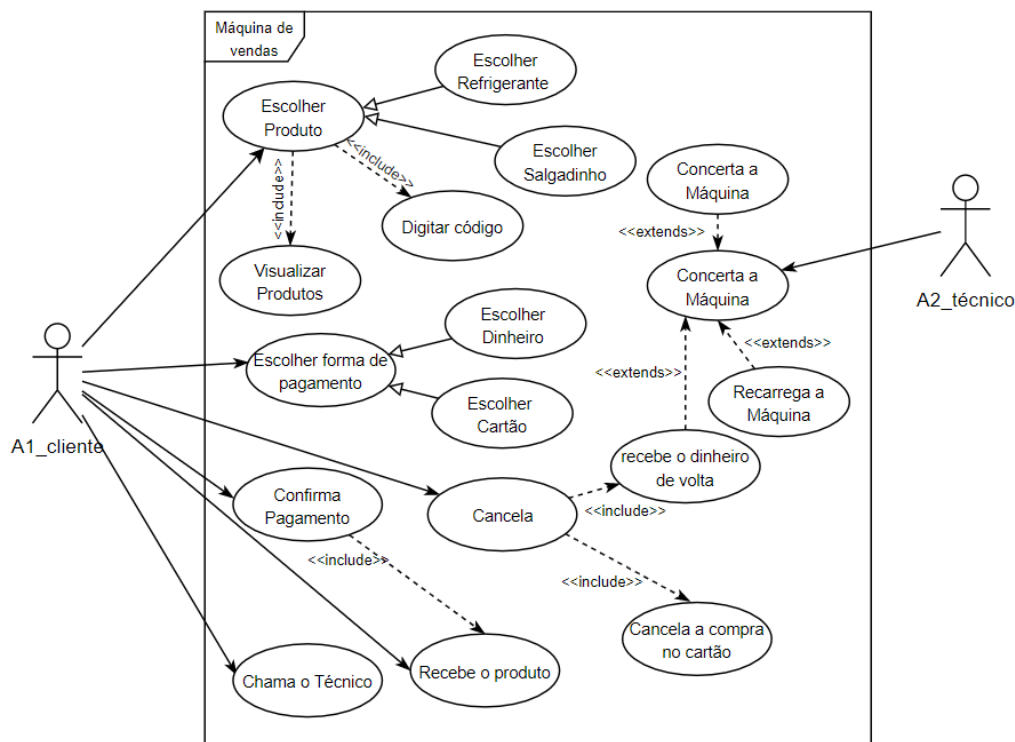 Máquina de
vendas
Escolher
Refrigerante
Escolher
Produto
<<include>>
<<include>>
Escolher
Salgadinho
Digitar código
Visualizar
Produtos
Concerta a
Máquina
<<extends>>
Concerta a
Máquina
A2_técnico
Escolher
Dinheiro
Escolher forma de
pagamento
Escolher
Cartão
<<extends>>
<<extends>>
Recarrega a
Máquina
A1_cliente
recebe o dinheiro
de volta
Confirma
Pagamento
Cancela
<<include>>
<<include>>
<<include>>
Cancela a compra
no cartão
Chama o Técnico
Recebe o produto